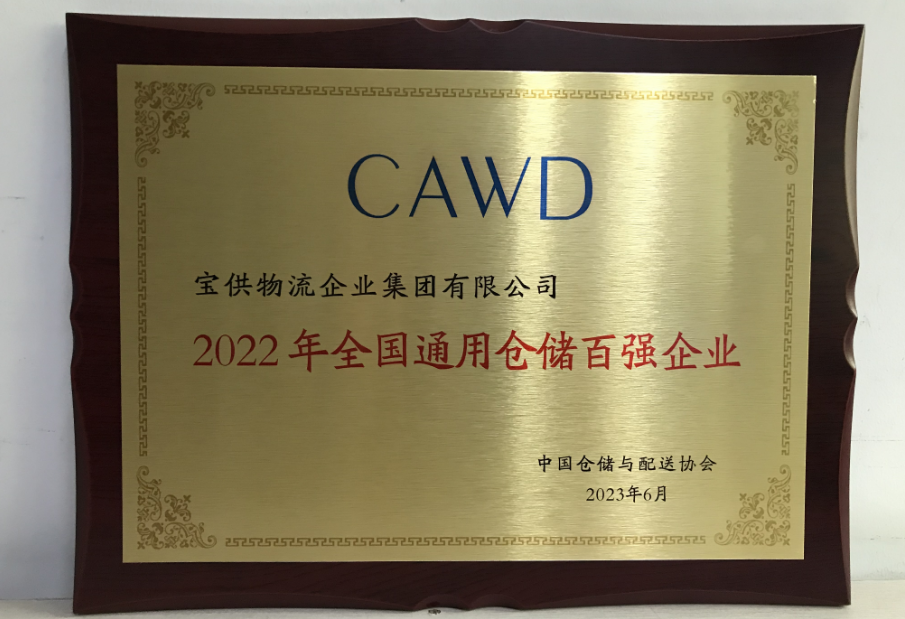 CAWD
宝供物流企业集团有限公司
2022年全国通用仓储百强企业
中国仓储与配送协会
2023年6月